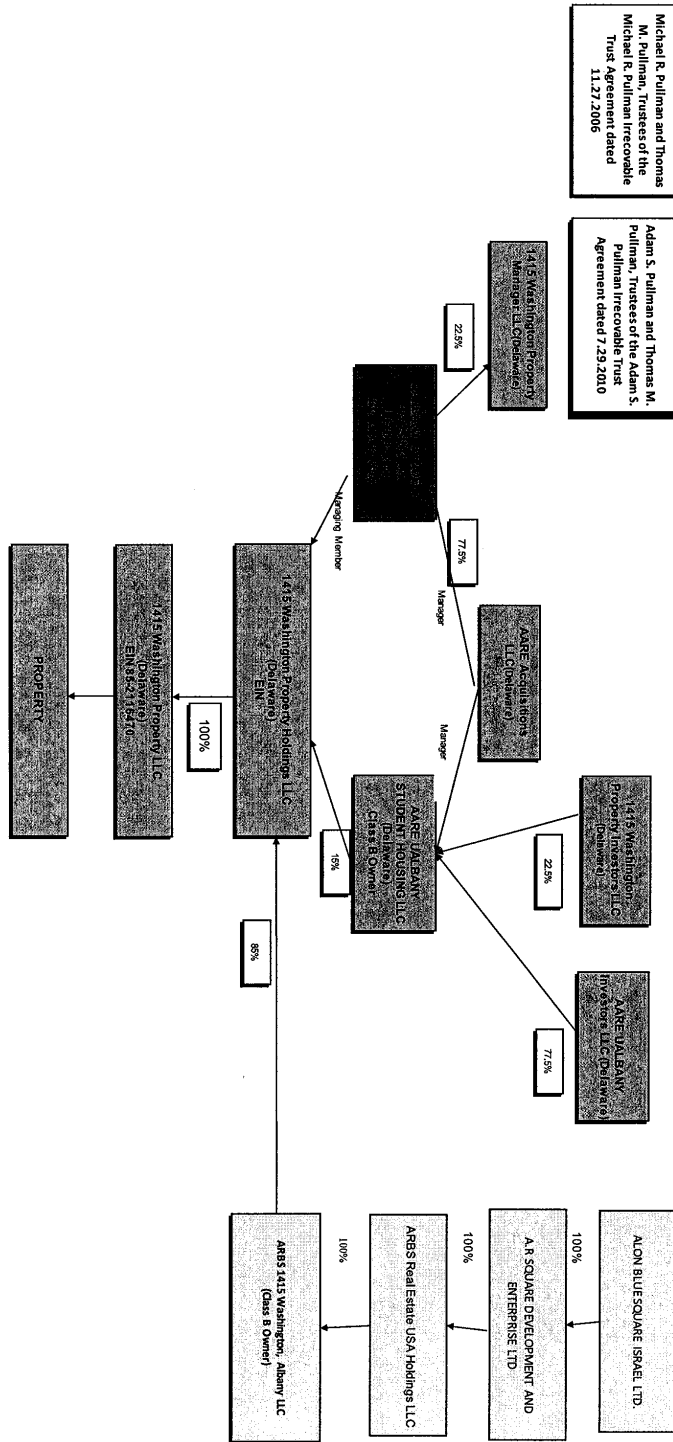 Michael R. Pullman and Thomas
M. Pullman, Trustees of the
Michael R. Pullman Irrecovable
Trust Agreement dated
11.27.2006
Adam S. Pullman and Thomas M.
Pullman, Trustees of the Adam S.
Pullman Irrecovable Trust
Agreement dated 7.29.2010
1415 Washington Property
Manager LLC(Delaware)
22.5%
77.5%
Manager
Managing Member
AARE Acquisitions
LLC(Delaware)
Manager
1415 Washington
Property Investors LLC
(Delaware)
22.5%
AARE UALBANY
Investors LLC (Delaware)
77.5%
AARE UALBANY
STUDENT HOUSING LLC
(Delaware)
Class B Owner
15%
1415 Washington Property Holdings LLC
(Delaware)
EIN
100%
1415 Washington Property LLC
(Delaware)
PROPERTY
85%
ALON BLUE SQUARE ISRAEL LTD.
100%
A.R SQUARE DEVELOPMENT AND
ENTERPRISE LTD
100%
ARBS Real Estate USA Holdings LLC
100%
ARBS 1415 Washington, Albany LLC
(Class B Owner)